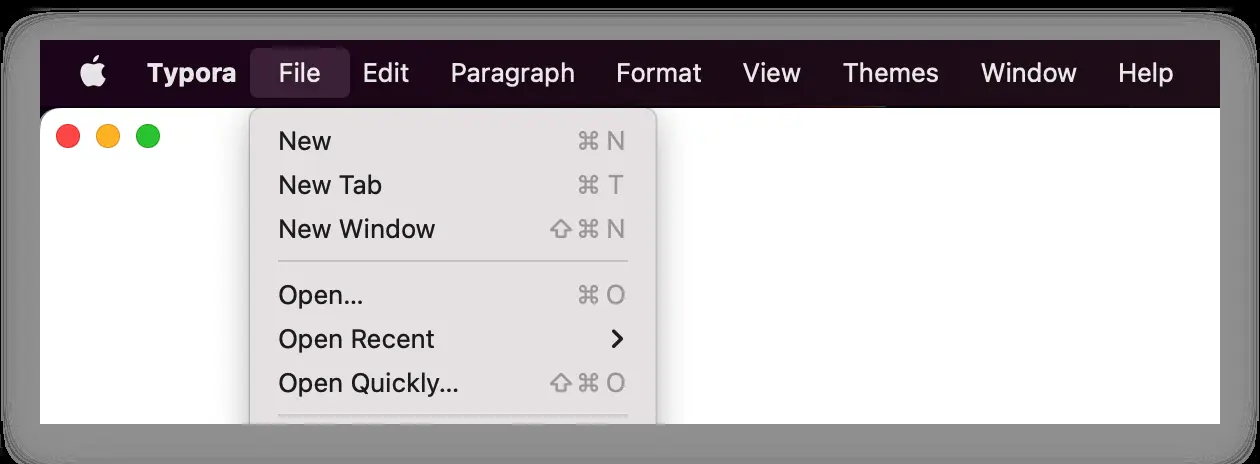 Typora File Edit Paragraph Format View Themes Window Help
New ⌘ N
New Tab ⌘ T
New Window ⇧ ⌘ N
Open... ⌘ O
Open Recent
Open Quickly... ⇧ ⌘ O